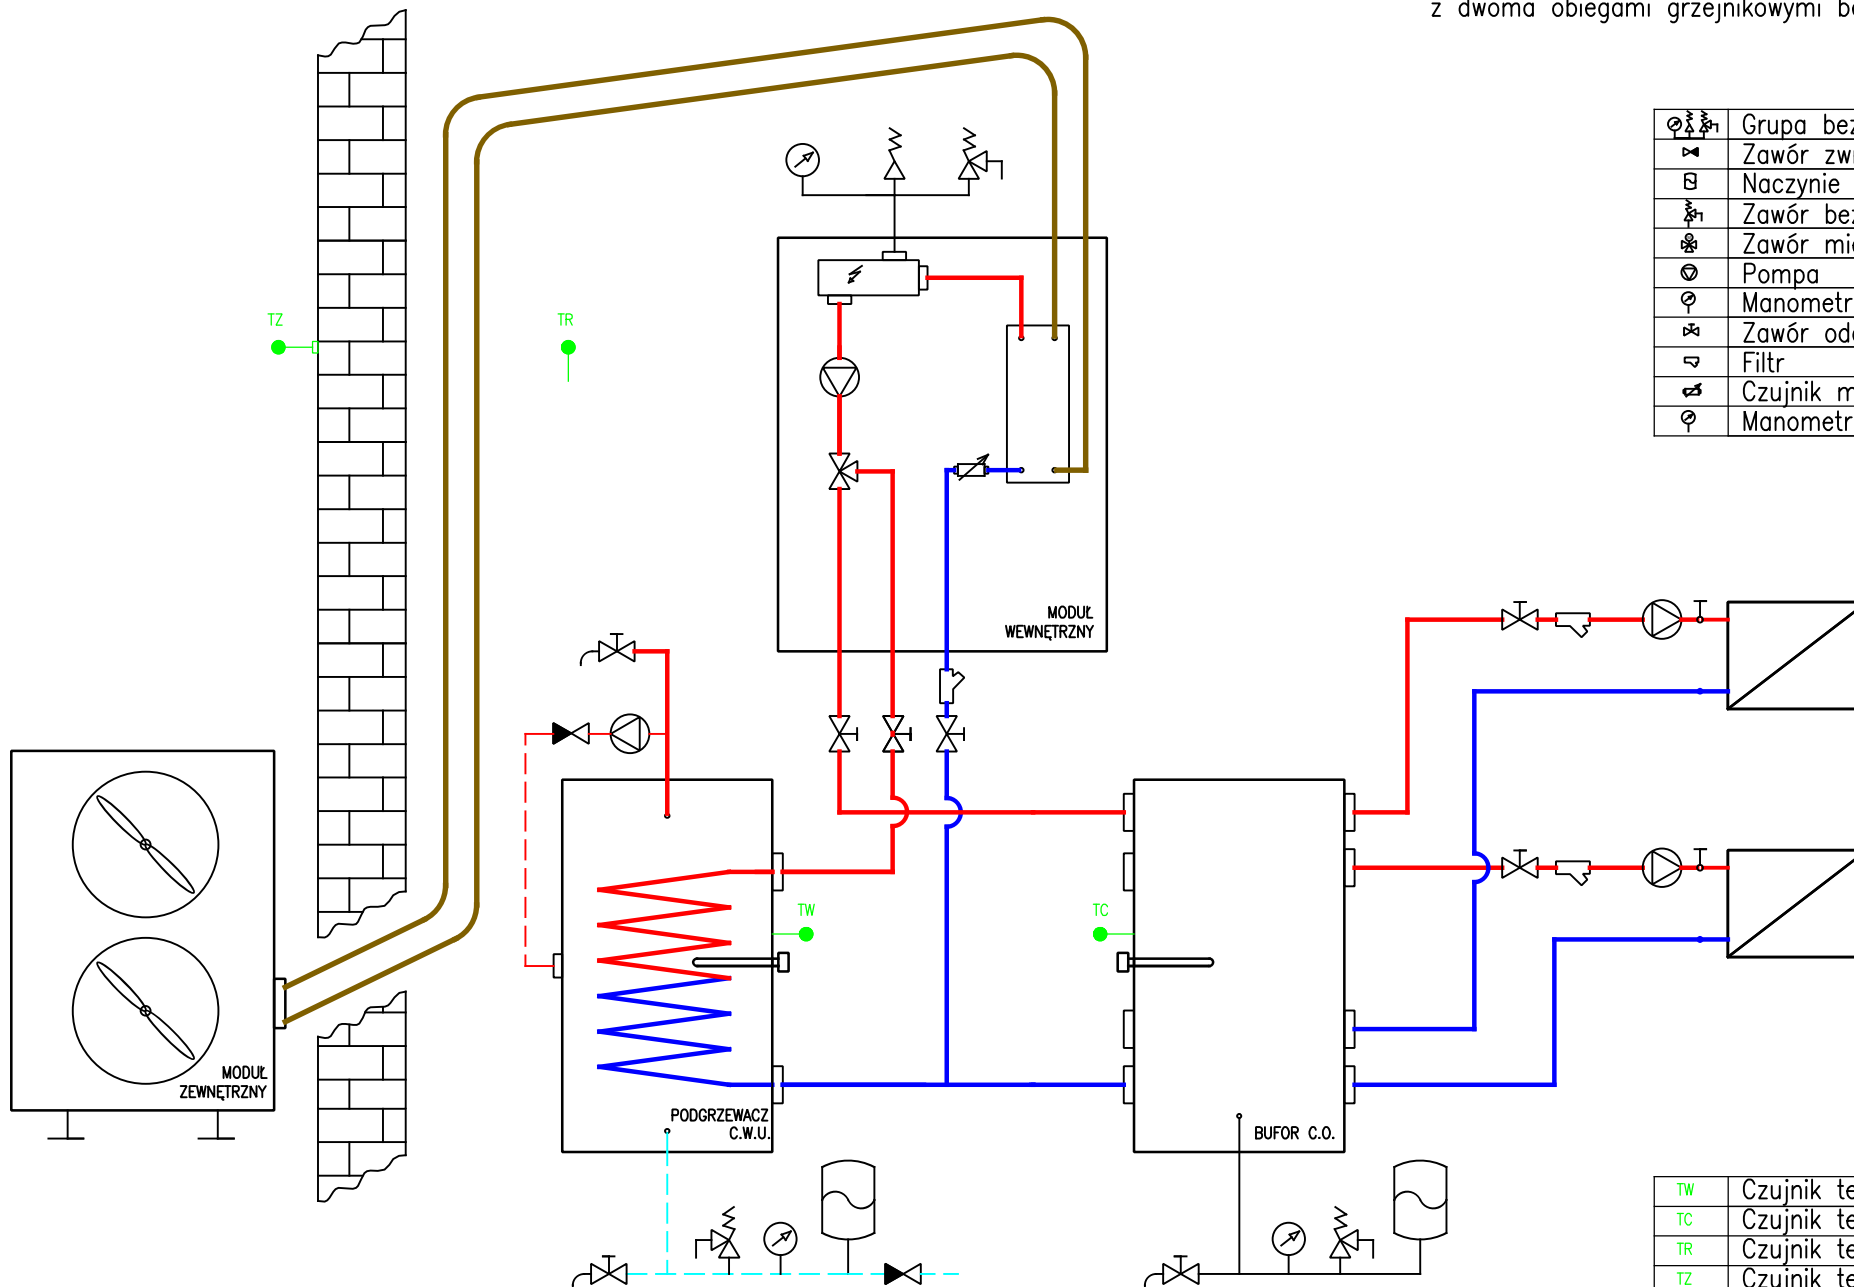 z dwoma obiegami grzejnikowymi
Grupa
Zawór
Naczynie
Zawór
Zawór
Pompa
Manometr
Zawór
Filtr
Czujnik
Manometr
TZ
TR
MODUŁ
WEWNĘTRZNY
TW
TC
MODUŁ
ZEWNĘTRZNY
PODGRZEWACZ
C.W.U.
BUFOR C.O.
TW Czujnik
TC Czujnik
TR Czujnik
TZ Czujnik